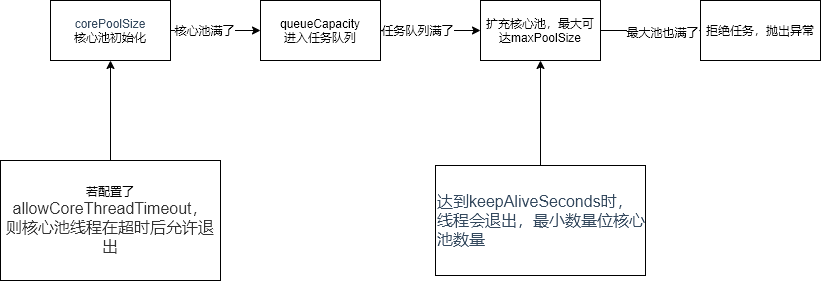 corePoolSize
核心池初始化
核心池满了
queueCapacity
进入任务队列
任务队列满了
扩充核心池，最大可
达maxPoolSize
最大池也满了
拒绝任务，抛出异常
若配置了
allowCoreThreadTimeout，
则核心池线程在超时后允许退
出
达到keepAliveSeconds时，
线程会退出，最小数量位核心
池数量